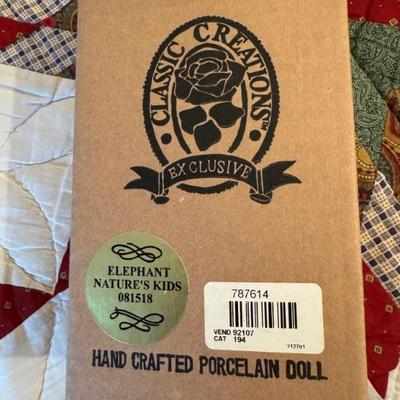 CLASSIC CREATIONS
EXCLUSIVE
ELEPHANT
NATURE'S KIDS
081518
787614
VEND 92107
CAT 194
HAND CRAFTED PORCELAIN DOLL